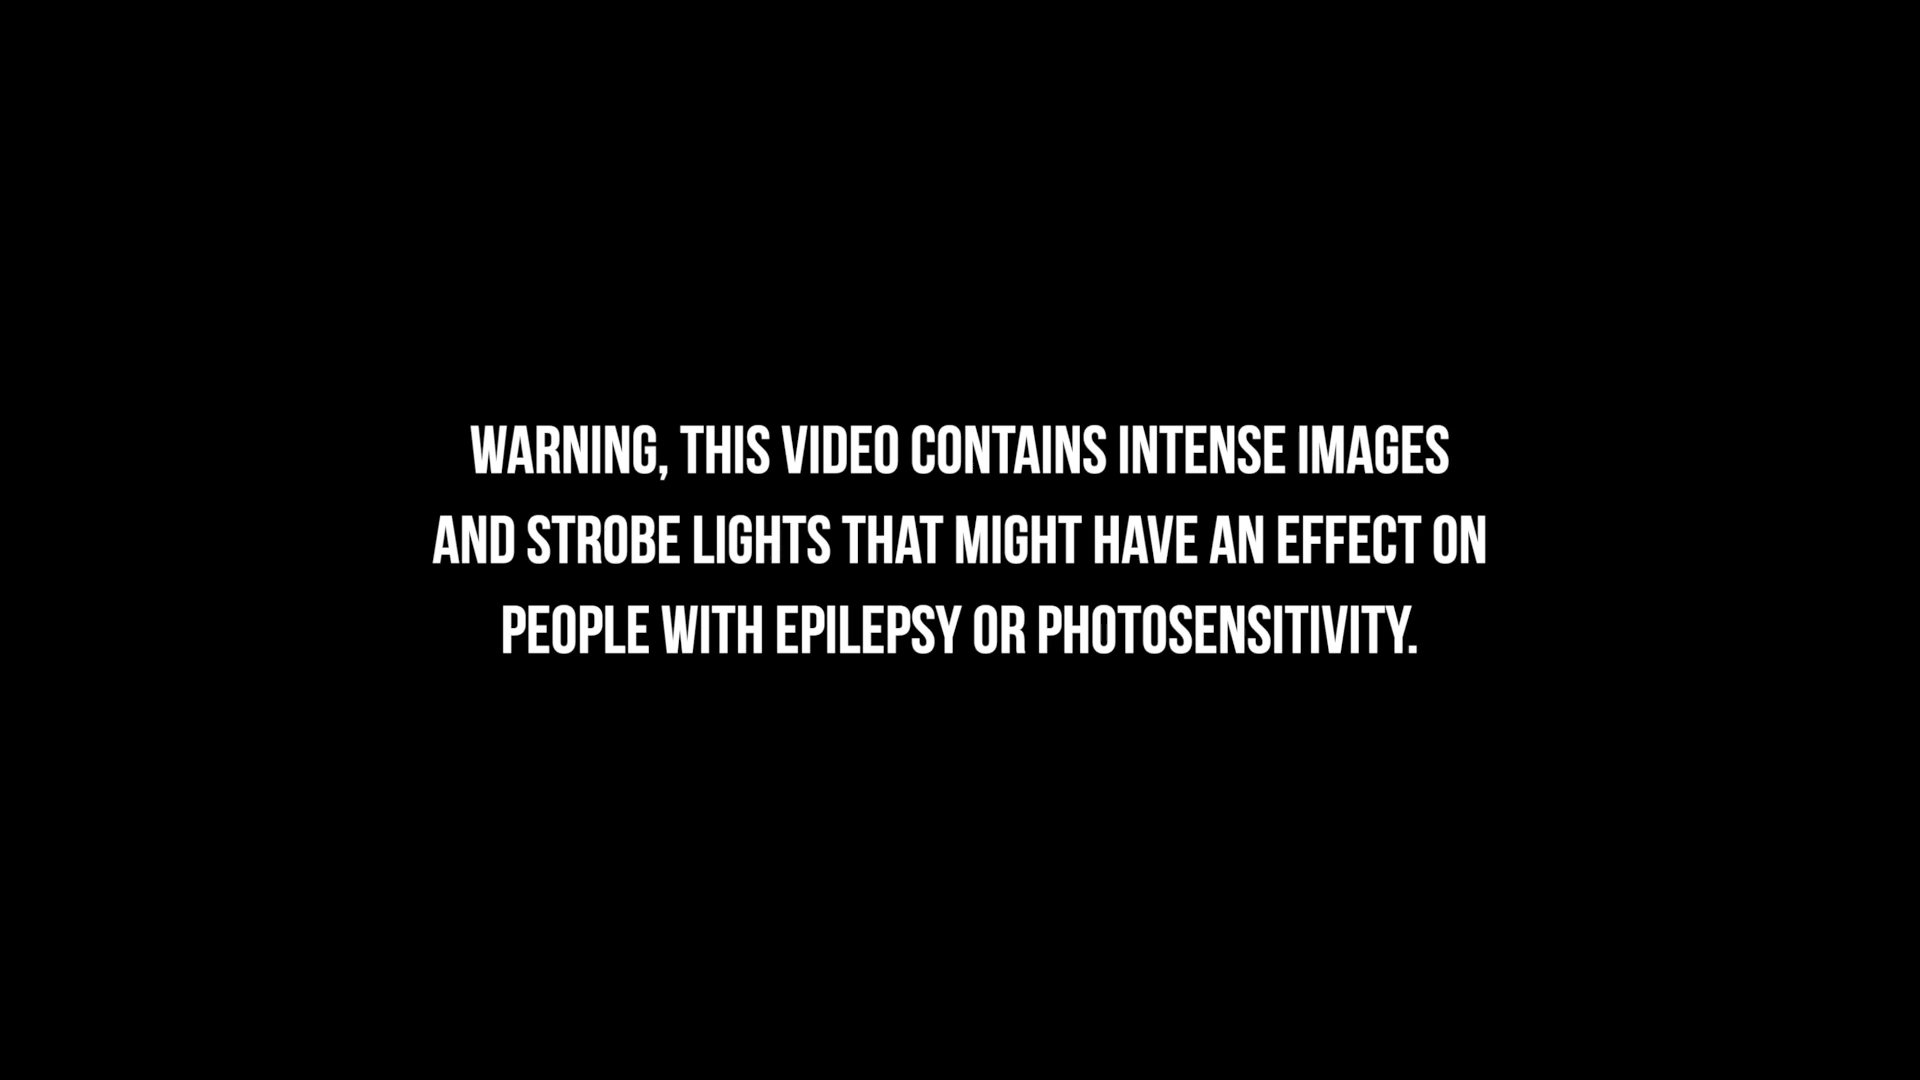 WARNING, THIS VIDEO CONTAINS INTENSE IMAGES
AND STROBE LIGHTS THAT MIGHT HAVE AN EFFECT ON
PEOPLE WITH EPILEPSY OR PHOTOSENSITIVITY.